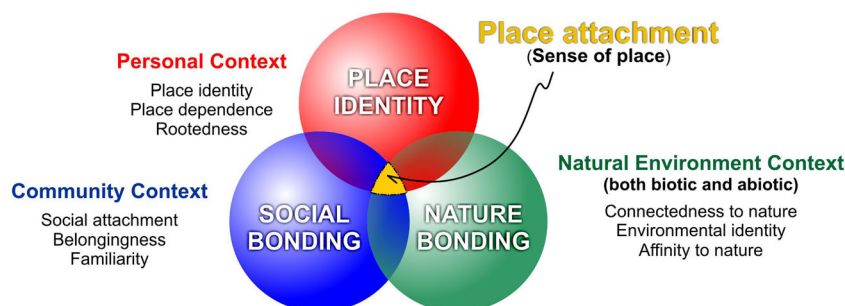 Place attachment
(Sense of place)
Personal Context
Place identity
Place dependence
Rootedness
PLACE
IDENTITY
Community Context
Social attachment
Belongingness
Familiarity
SOCIAL
BONDING
NATURE
BONDING
Natural Environment Context
(both biotic and abiotic)
Connectedness to nature
Environmental identity
Affinity to nature